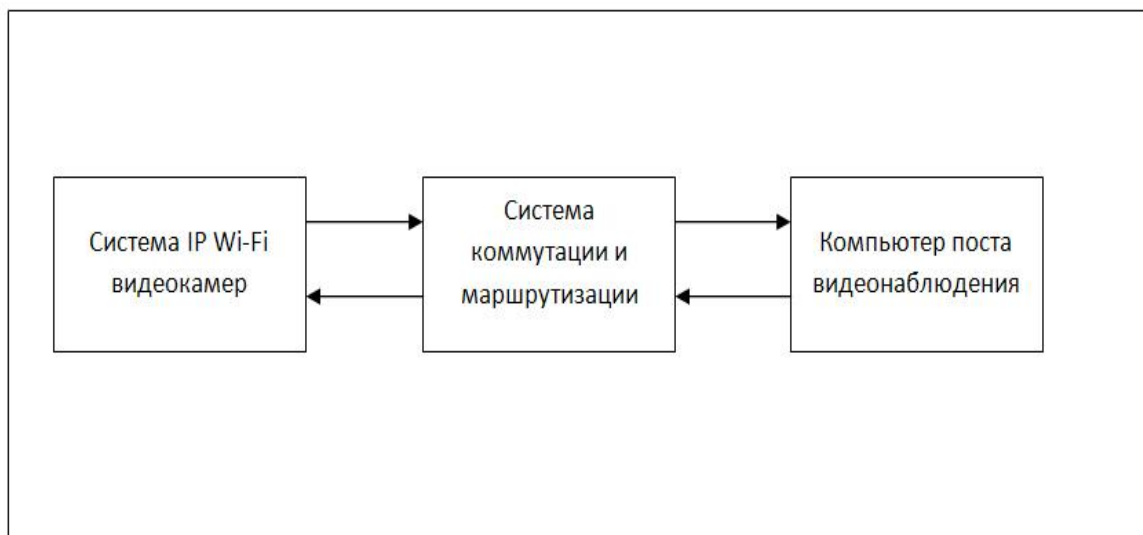 Система IP Wi-Fi
видеокамер
Система
коммутации и
маршрутизации
Компьютер поста
видеонаблюдения